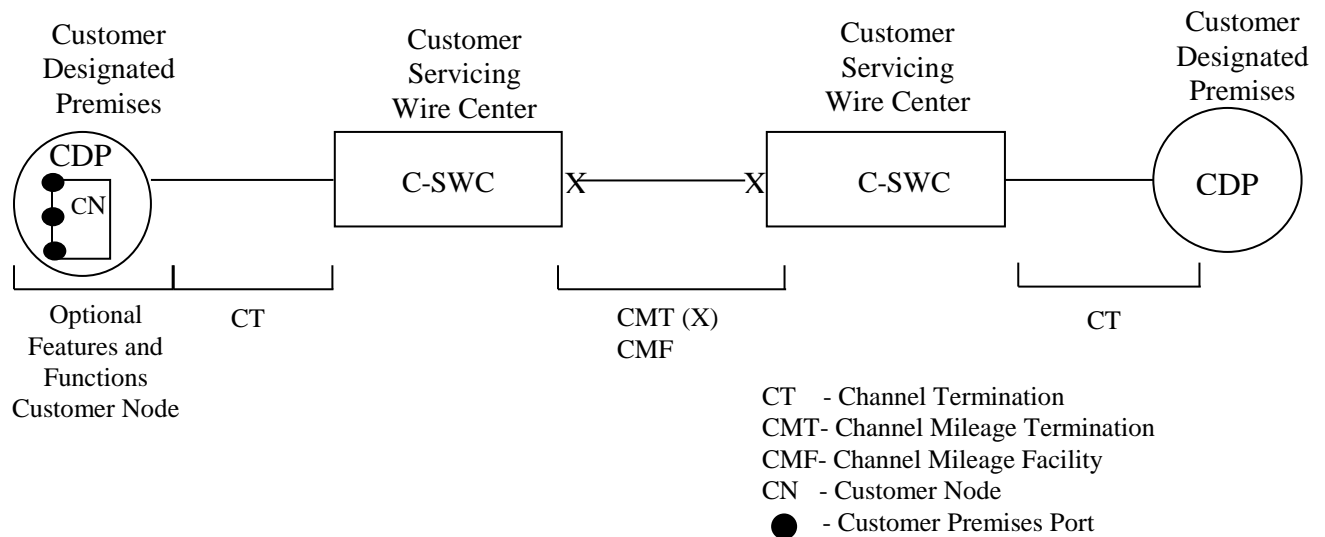 Customer
Designated
Premises
Customer
Servicing
Wire Center
Customer
Servicing
Wire Center
Customer
Designated
Premises
CDP
CN
C-SWC
X
X
C-SWC
CDP
Optional
Features and
Functions
Customer Node
CT
CMT (X)
CMF
CT
CT - Channel Termination
CMT- Channel Mileage Termination
CMF- Channel Mileage Facility
CN - Customer Node
- Customer Premises Port